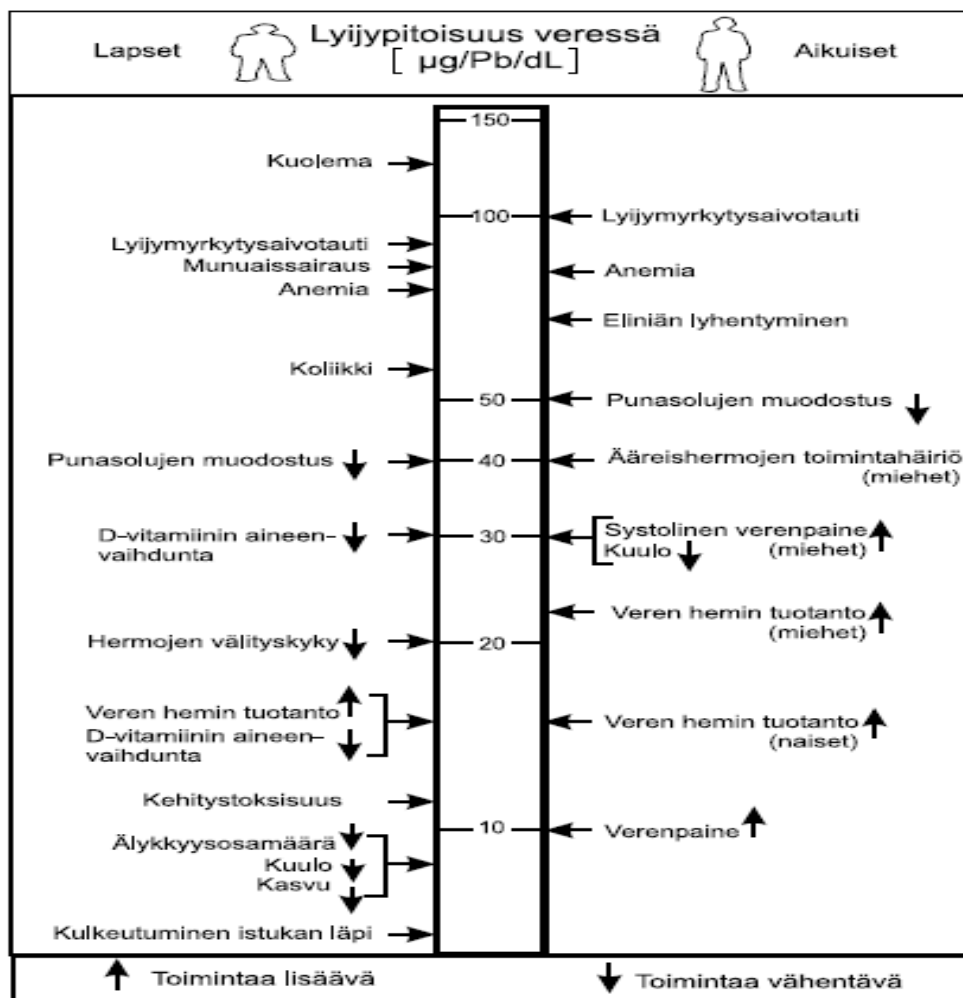 Lapset
Lyijypitoisuus veressä
[ µg/Pb/dL]
Aikuiset
150
Kuolema
100
Lyijymyrkytysaivotauti
Lyijymyrkytysaivotauti
Munuaissairaus
Anemia
Anemia
Eliniän lyhentyminen
Koliikki
50
Punasolujen muodostus ↓
Punasolujen muodostus ↓
40
Ääreishermojen toimintahäiriö
(miehet)
D-vitamiinin aineen-
vaihdunta ↓
30
Systolinen verenpaine ↑
(miehet)
Kuulo ↓
Veren hemin tuotanto ↑
(miehet)
Hermojen välityskyky ↓
20
Veren hemin tuotanto ↑
D-vitamiinin aineen-
vaihdunta ↓
Veren hemin tuotanto ↑
(naiset)
Kehitystoksisuus
10
Verenpaine ↑
Älykkyysosamäärä ↓
Kuulo ↓
Kasvu ↓
Kulkeutuminen istukan läpi
↑ Toimintaa lisäävä
↓ Toimintaa vähentävä